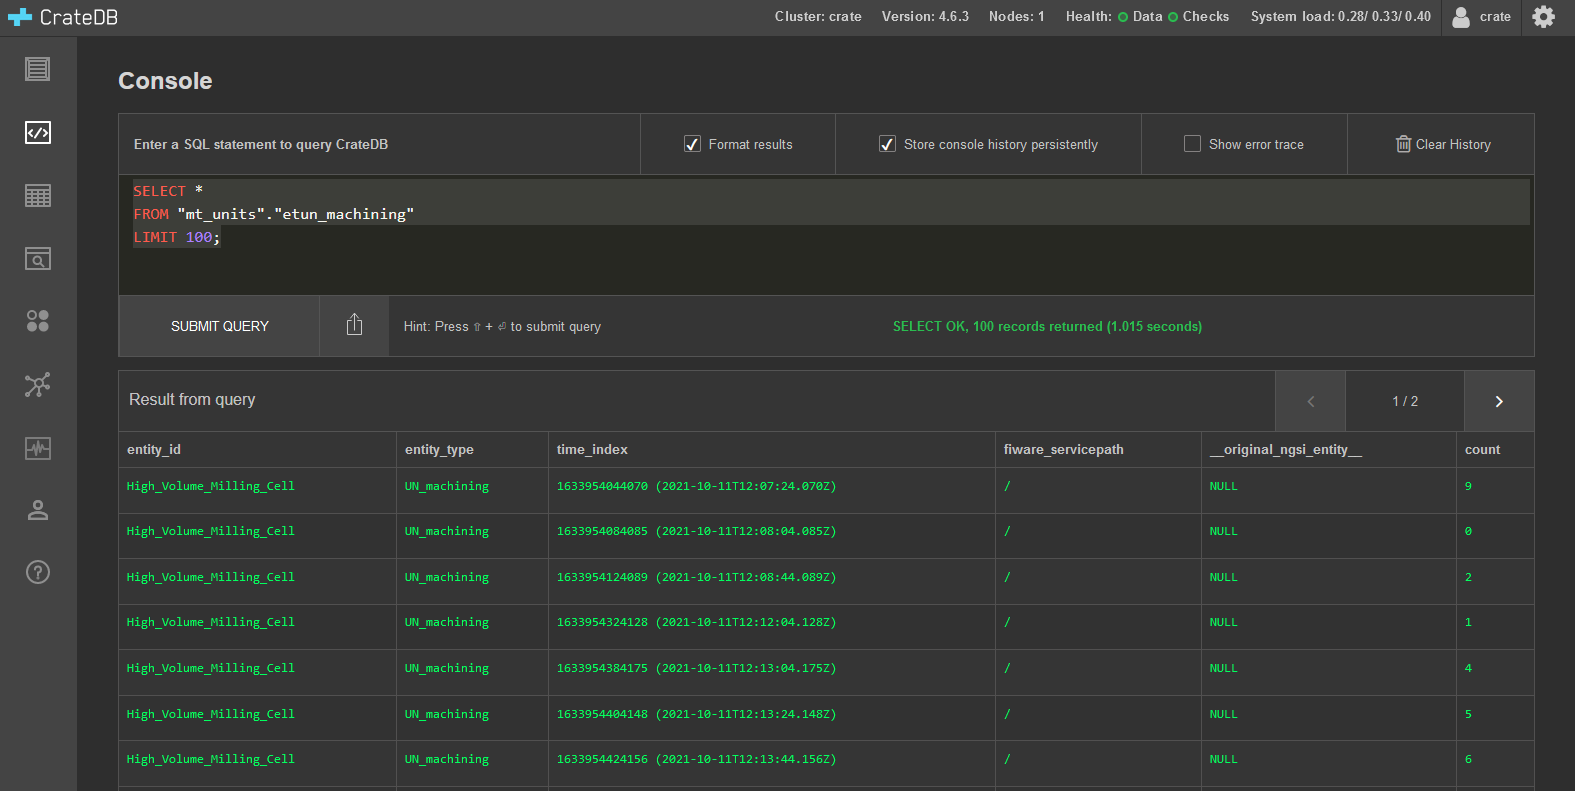 CrateDB
Cluster: crate Version: 4.6.3 Nodes: 1 Health: Data Checks System load: 0.28/ 0.33/ 0.40 crate
Console
Enter a SQL statement to query CrateDB Format results Store console history persistently Show error trace Clear History
SELECT *
FROM "mt_units"."etun_machining"
LIMIT 100;
SUBMIT QUERY Hint: Press ⇧ + ⏎ to submit query SELECT OK, 100 records returned (1.015 seconds)
Result from query 1 / 2
entity_id entity_type time_index fiware_servicepath __original_ngsi_entity__ count
High_Volume_Milling_Cell UN_machining 1633954044070 (2021-10-11T12:07:24.070Z) / NULL 9
High_Volume_Milling_Cell UN_machining 1633954084085 (2021-10-11T12:08:04.085Z) / NULL 0
High_Volume_Milling_Cell UN_machining 1633954124089 (2021-10-11T12:08:44.089Z) / NULL 2
High_Volume_Milling_Cell UN_machining 1633954324128 (2021-10-11T12:12:04.128Z) / NULL 1
High_Volume_Milling_Cell UN_machining 1633954384175 (2021-10-11T12:13:04.175Z) / NULL 4
High_Volume_Milling_Cell UN_machining 1633954404148 (2021-10-11T12:13:24.148Z) / NULL 5
High_Volume_Milling_Cell UN_machining 1633954424156 (2021-10-11T12:13:44.156Z) / NULL 6